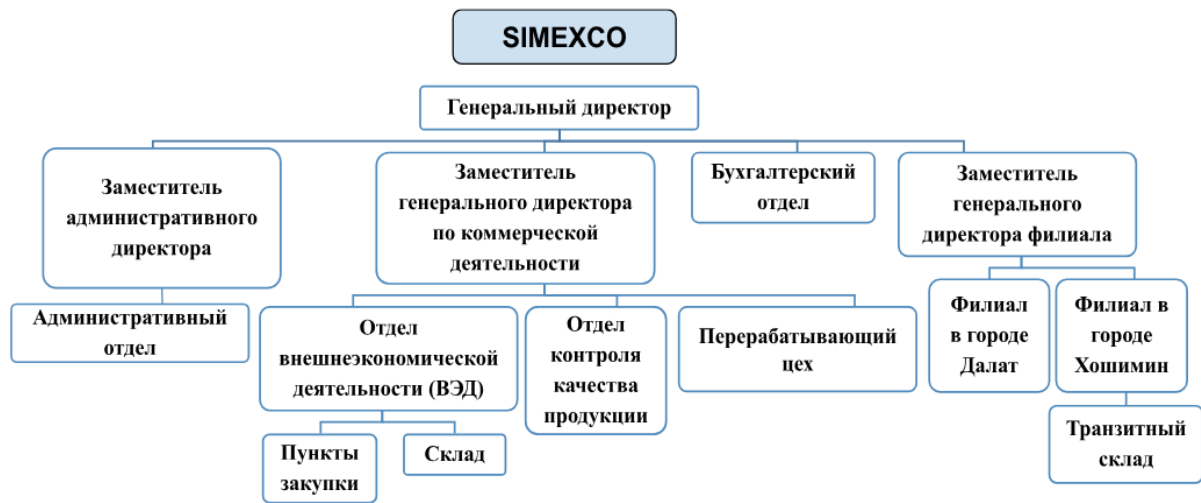 SIMEXCO
Генеральный директор
Заместитель
административного
директора
Заместитель
генерального директора
по коммерческой
деятельности
Бухгалтерский
отдел
Заместитель
генерального
директора филиала
Административный
отдел
Отдел
внешнеэкономической
деятельности (ВЭД)
Отдел
контроля
качества
продукции
Перерабатывающий
цех
Филиал
в городе
Далат
Филиал в
городе
Хошимин
Пункты
закупки
Склад
Транзитный
склад